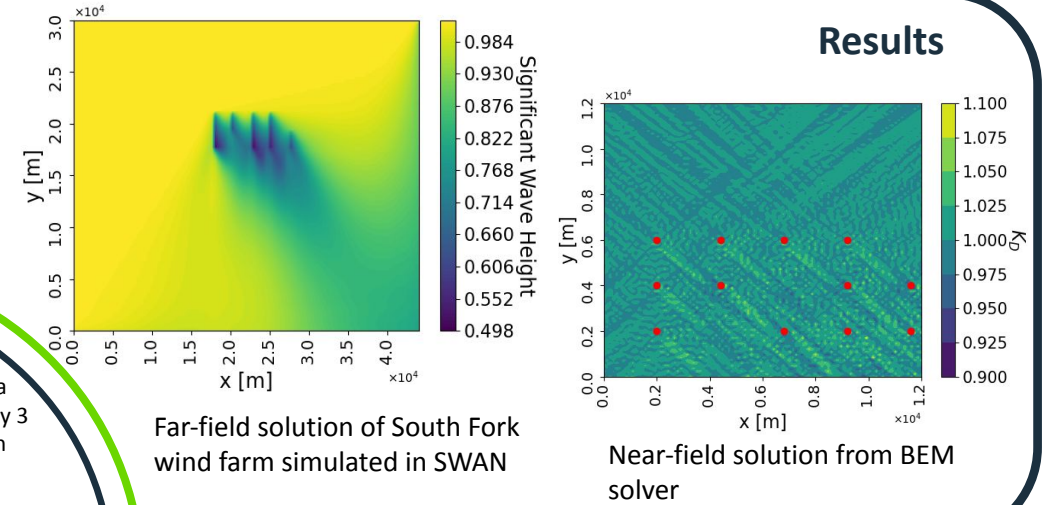 Results
×10⁴
3.0
2.5
2.0
1.5
1.0
0.5
0.0
y [m]
0.0 0.5 1.0 1.5 2.0 2.5 3.0 3.5 4.0
×10⁴
x [m]
0.984
0.930
0.876
0.822
0.768
0.714
0.660
0.606
0.552
0.498
Significant Wave Height
Far-field solution of South Fork
wind farm simulated in SWAN
×10⁴
1.2
1.0
0.8
0.6
0.4
0.2
0.0
y [m]
0.0 0.2 0.4 0.6 0.8 1.0 1.2
×10⁴
x [m]
1.100
1.075
1.050
1.025
1.000
0.975
0.950
0.925
0.900
K_D
Near-field solution from BEM
solver
a
y 3
n